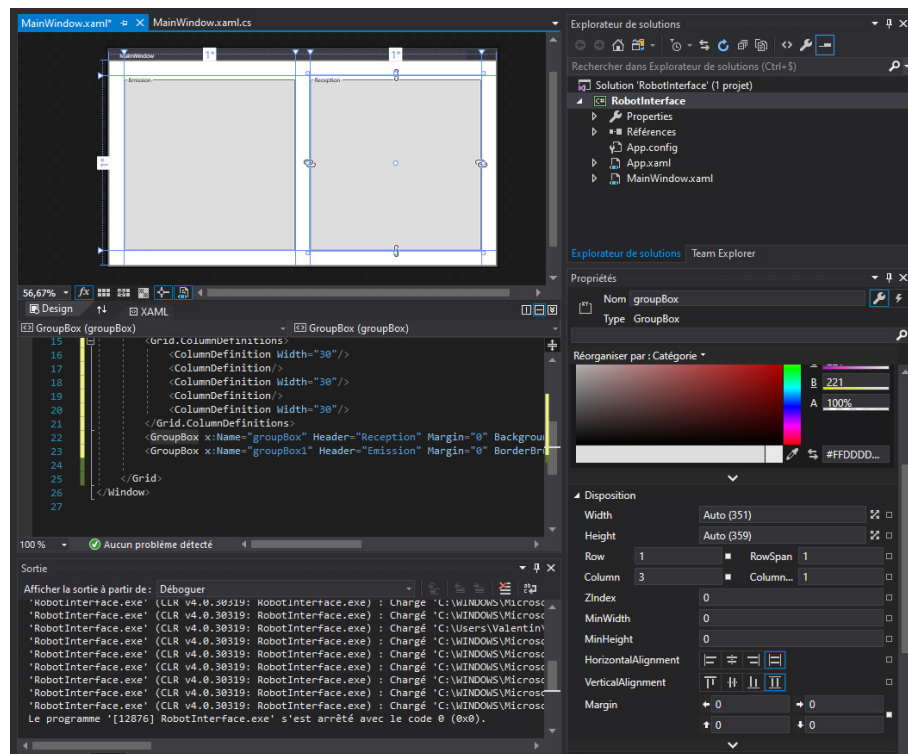 MainWindow.xaml*
MainWindow.xaml.cs
MainWindow
1*
1*
Emission
Reception
1*
56,67%
fx
Design
XAML
GroupBox (groupBox)
GroupBox (groupBox)
15 <Grid.ColumnDefinitions>
16 <ColumnDefinition Width="30"/>
17 <ColumnDefinition/>
18 <ColumnDefinition Width="30"/>
19 <ColumnDefinition/>
20 <ColumnDefinition Width="30"/>
21 </Grid.ColumnDefinitions>
22 <GroupBox x:Name="groupBox" Header="Reception" Margin="0" Backgrou
23 <GroupBox x:Name="groupBox1" Header="Emission" Margin="0" BorderBr
24
25 </Grid>
26 </Window>
27
100 %
Aucun problème détecté
Sortie
Afficher la sortie à partir de : Déboguer
'RobotInterface.exe' (CLR v4.0.30319: RobotInterface.exe) : Chargé 'C:\WINDOWS\Microsc
'RobotInterface.exe' (CLR v4.0.30319: RobotInterface.exe) : Chargé 'C:\WINDOWS\Microsc
'RobotInterface.exe' (CLR v4.0.30319: RobotInterface.exe) : Chargé 'C:\Users\Valentin\
'RobotInterface.exe' (CLR v4.0.30319: RobotInterface.exe) : Chargé 'C:\WINDOWS\Microsc
'RobotInterface.exe' (CLR v4.0.30319: RobotInterface.exe) : Chargé 'C:\WINDOWS\Microsc
'RobotInterface.exe' (CLR v4.0.30319: RobotInterface.exe) : Chargé 'C:\WINDOWS\Microsc
'RobotInterface.exe' (CLR v4.0.30319: RobotInterface.exe) : Chargé 'C:\WINDOWS\Microsc
'RobotInterface.exe' (CLR v4.0.30319: RobotInterface.exe) : Chargé 'C:\WINDOWS\Microsc
'RobotInterface.exe' (CLR v4.0.30319: RobotInterface.exe) : Chargé 'C:\WINDOWS\Microsc
Le programme '[12876] RobotInterface.exe' s'est arrêté avec le code 0 (0x0).
Explorateur de solutions
Rechercher dans Explorateur de solutions (Ctrl+$)
Solution 'RobotInterface' (1 projet)
C# RobotInterface
Properties
Références
App.config
App.xaml
MainWindow.xaml
Explorateur de solutions
Team Explorer
Propriétés
Nom groupBox
Type GroupBox
Réorganiser par : Catégorie
B 221
A 100%
#FFDDDD...
Disposition
Width Auto (351)
Height Auto (359)
Row 1 RowSpan 1
Column 3 Column... 1
ZIndex 0
MinWidth 0
MinHeight 0
HorizontalAlignment
VerticalAlignment
Margin 0 0
0 0